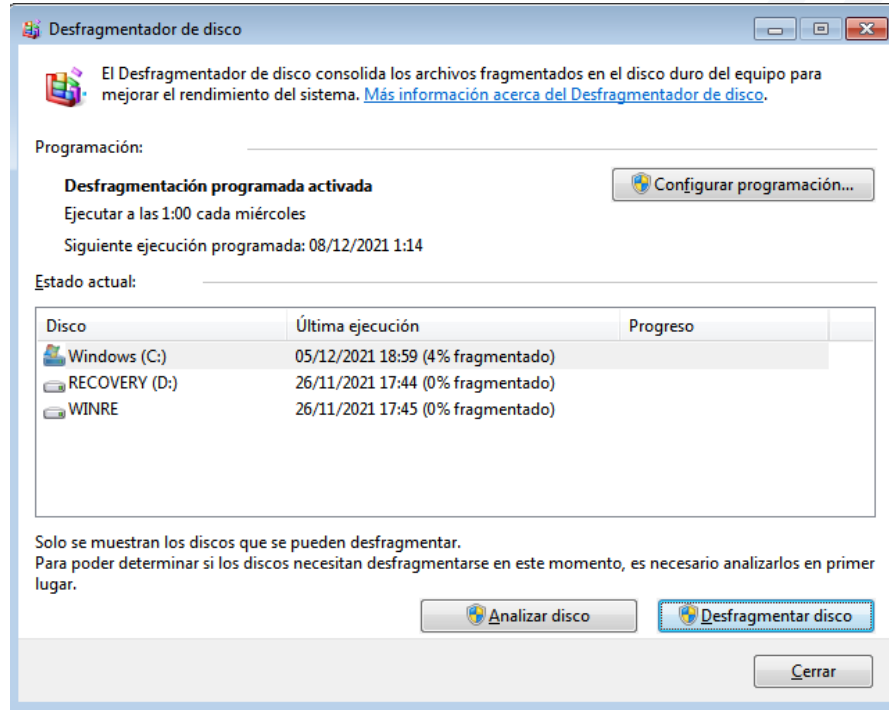 Desfragmentador de disco
El Desfragmentador de disco consolida los archivos fragmentados en el disco duro del equipo para
mejorar el rendimiento del sistema. Más información acerca del Desfragmentador de disco.
Programación:
Desfragmentación programada activada
Configurar programación...
Ejecutar a las 1:00 cada miércoles
Siguiente ejecución programada: 08/12/2021 1:14
Estado actual:
Disco Última ejecución Progreso
Windows (C:) 05/12/2021 18:59 (4% fragmentado)
RECOVERY (D:) 26/11/2021 17:44 (0% fragmentado)
WINRE 26/11/2021 17:45 (0% fragmentado)
Solo se muestran los discos que se pueden desfragmentar.
Para poder determinar si los discos necesitan desfragmentarse en este momento, es necesario analizarlos en primer
lugar.
Analizar disco Desfragmentar disco
Cerrar